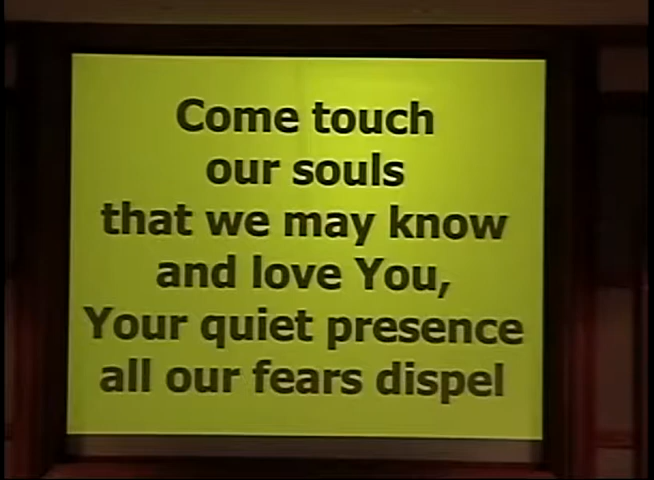 Come touch
our souls
that we may know
and love You,
Your quiet presence
all our fears dispel